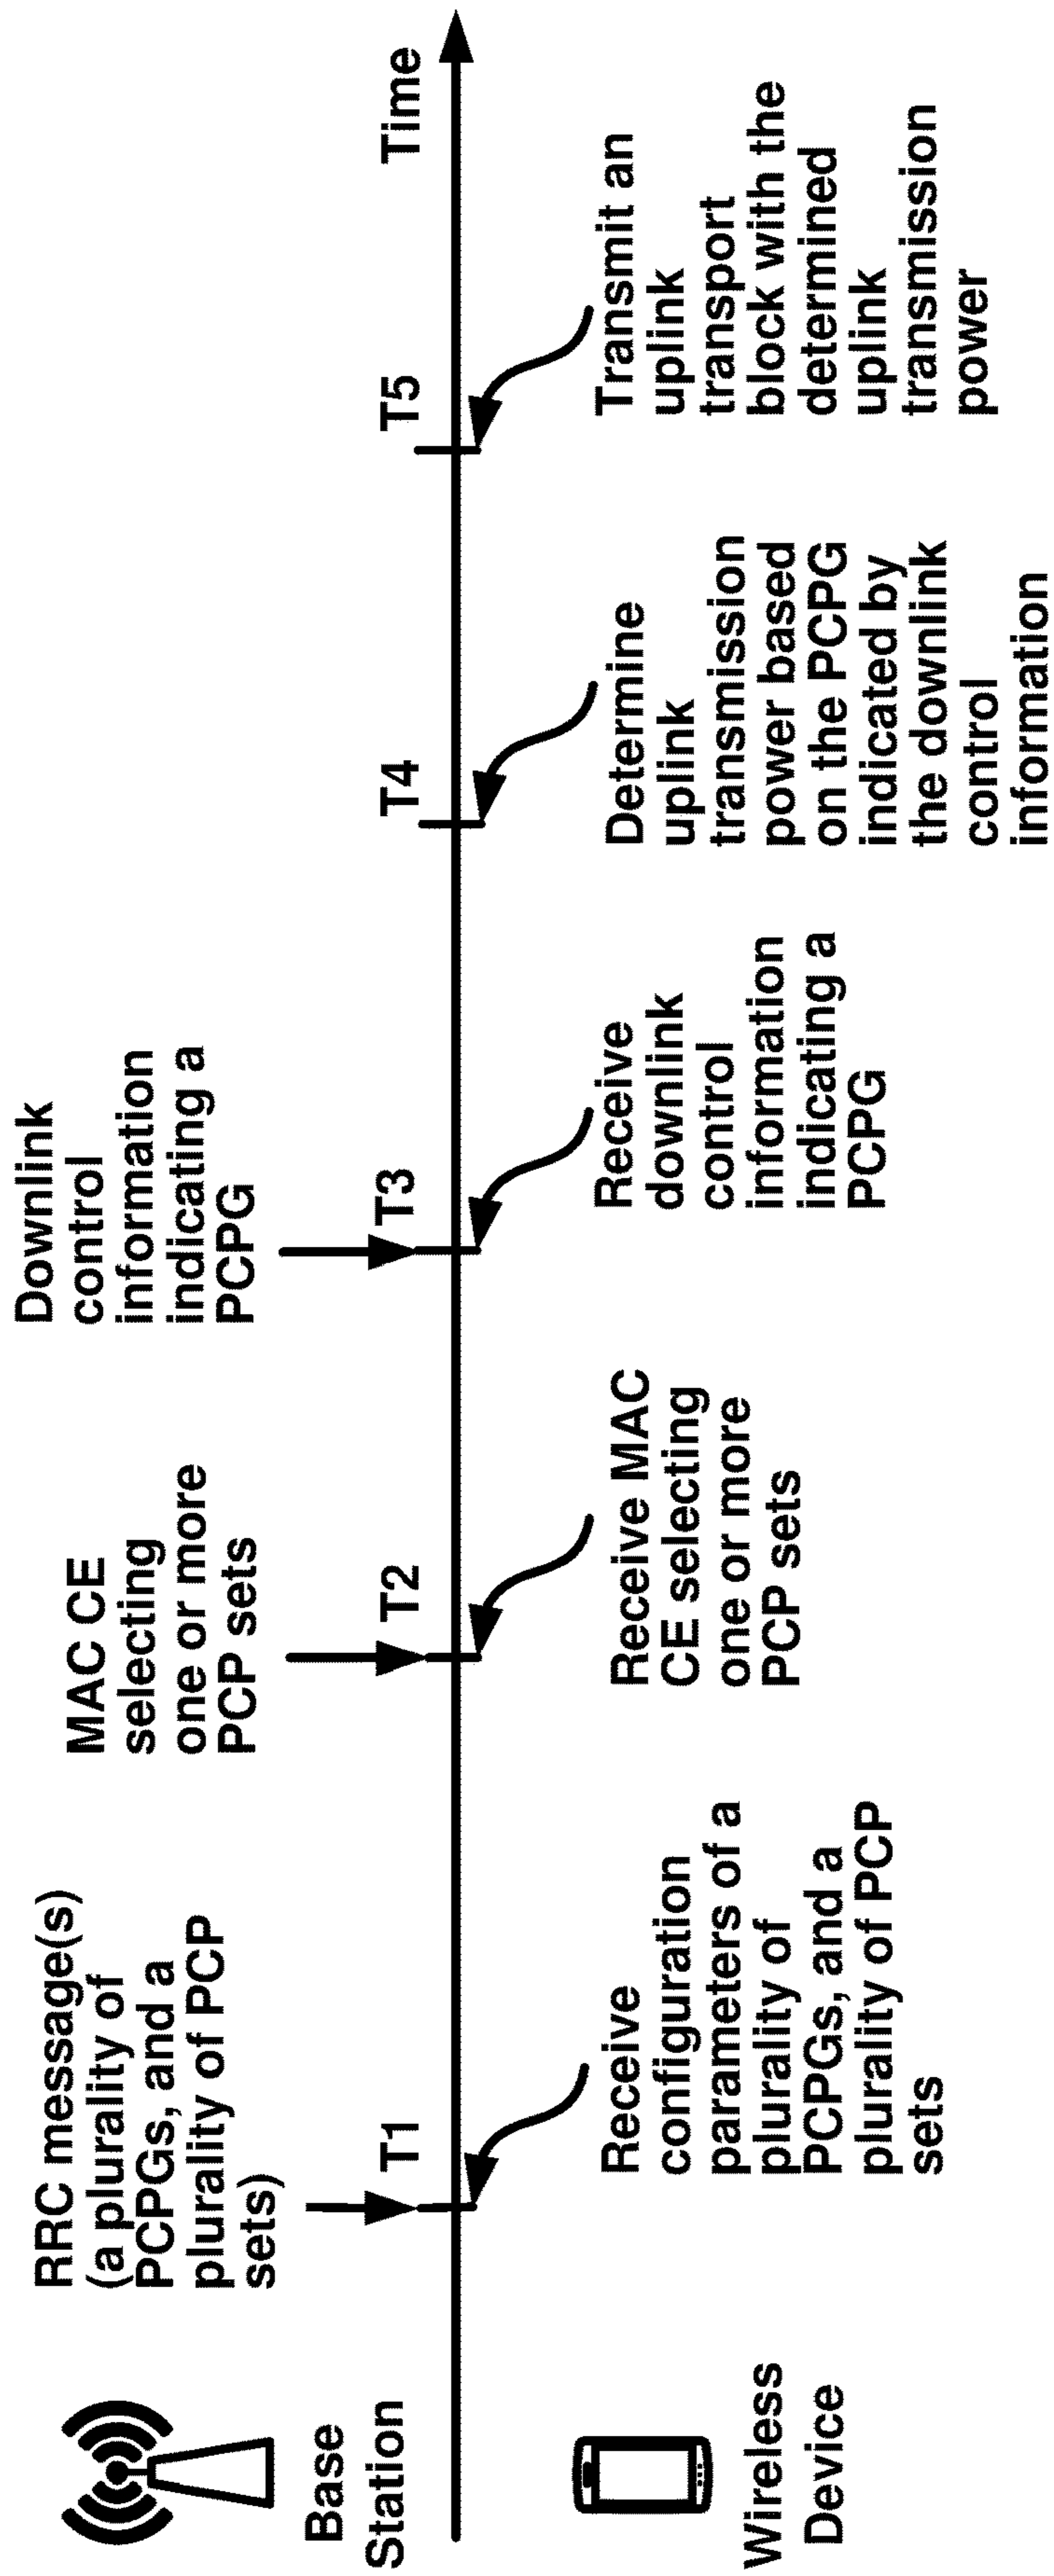 RRC message(s)
(a plurality of
PCPGs, and a
plurality of PCP
sets)
MAC CE
selecting
one or more
PCP sets
Downlink
control
information
indicating a
PCPG
Base
Station
T1
T2
T3
T4
T5
Time
Wireless
Device
Receive
configuration
parameters of a
plurality of
PCPGs, and a
plurality of PCP
sets
Receive MAC
CE selecting
one or more
PCP sets
Receive
downlink
control
information
indicating a
PCPG
Determine
uplink
transmission
power based
on the PCPG
indicated by
the downlink
control
information
Transmit an
uplink
transport
block with the
determined
uplink
transmission
power